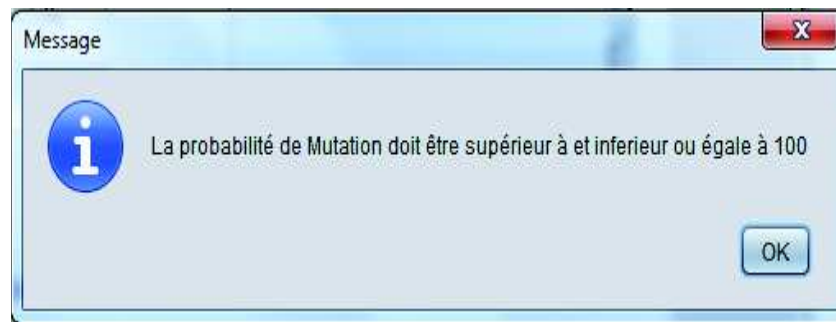 Message
La probabilité de Mutation doit être supérieur à et inferieur ou égale à 100
OK